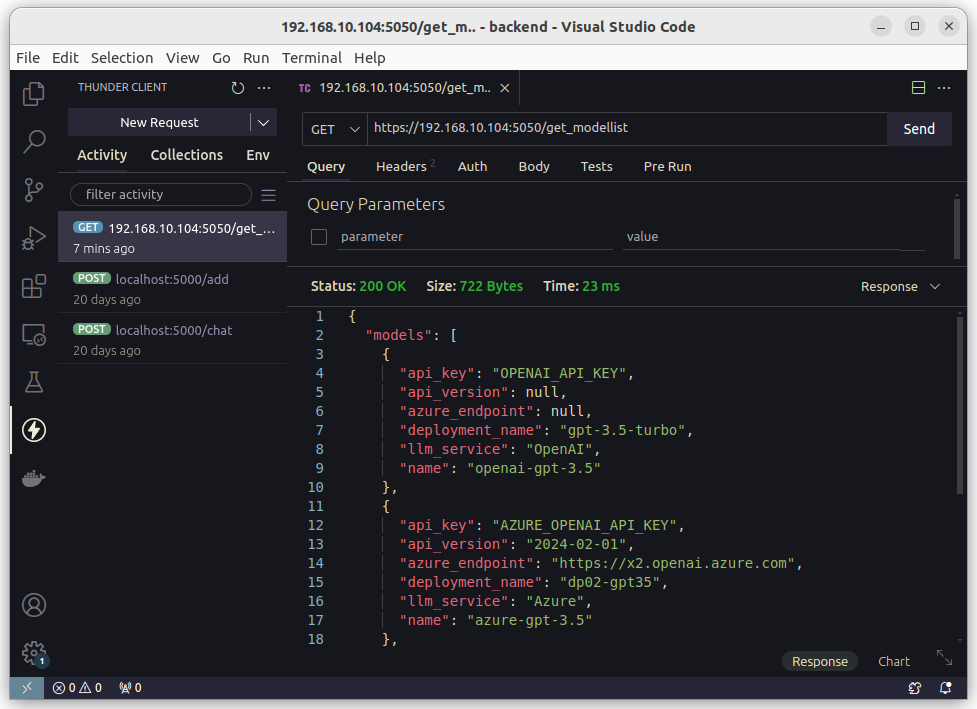 192.168.10.104:5050/get_m.. - backend - Visual Studio Code
File Edit Selection View Go Run Terminal Help
THUNDER CLIENT
New Request
Activity Collections Env
filter activity
GET 192.168.10.104:5050/get_...
7 mins ago
POST localhost:5000/add
20 days ago
POST localhost:5000/chat
20 days ago
TC 192.168.10.104:5050/get_m..
GET https://192.168.10.104:5050/get_modellist Send
Query Headers 2 Auth Body Tests Pre Run
Query Parameters
parameter value
Status: 200 OK Size: 722 Bytes Time: 23 ms Response
1 {
2 "models": [
3 {
4 "api_key": "OPENAI_API_KEY",
5 "api_version": null,
6 "azure_endpoint": null,
7 "deployment_name": "gpt-3.5-turbo",
8 "llm_service": "OpenAI",
9 "name": "openai-gpt-3.5"
10 },
11 {
12 "api_key": "AZURE_OPENAI_API_KEY",
13 "api_version": "2024-02-01",
14 "azure_endpoint": "https://x2.openai.azure.com",
15 "deployment_name": "dp02-gpt35",
16 "llm_service": "Azure",
17 "name": "azure-gpt-3.5"
18 },
Response Chart
1
0 0 0